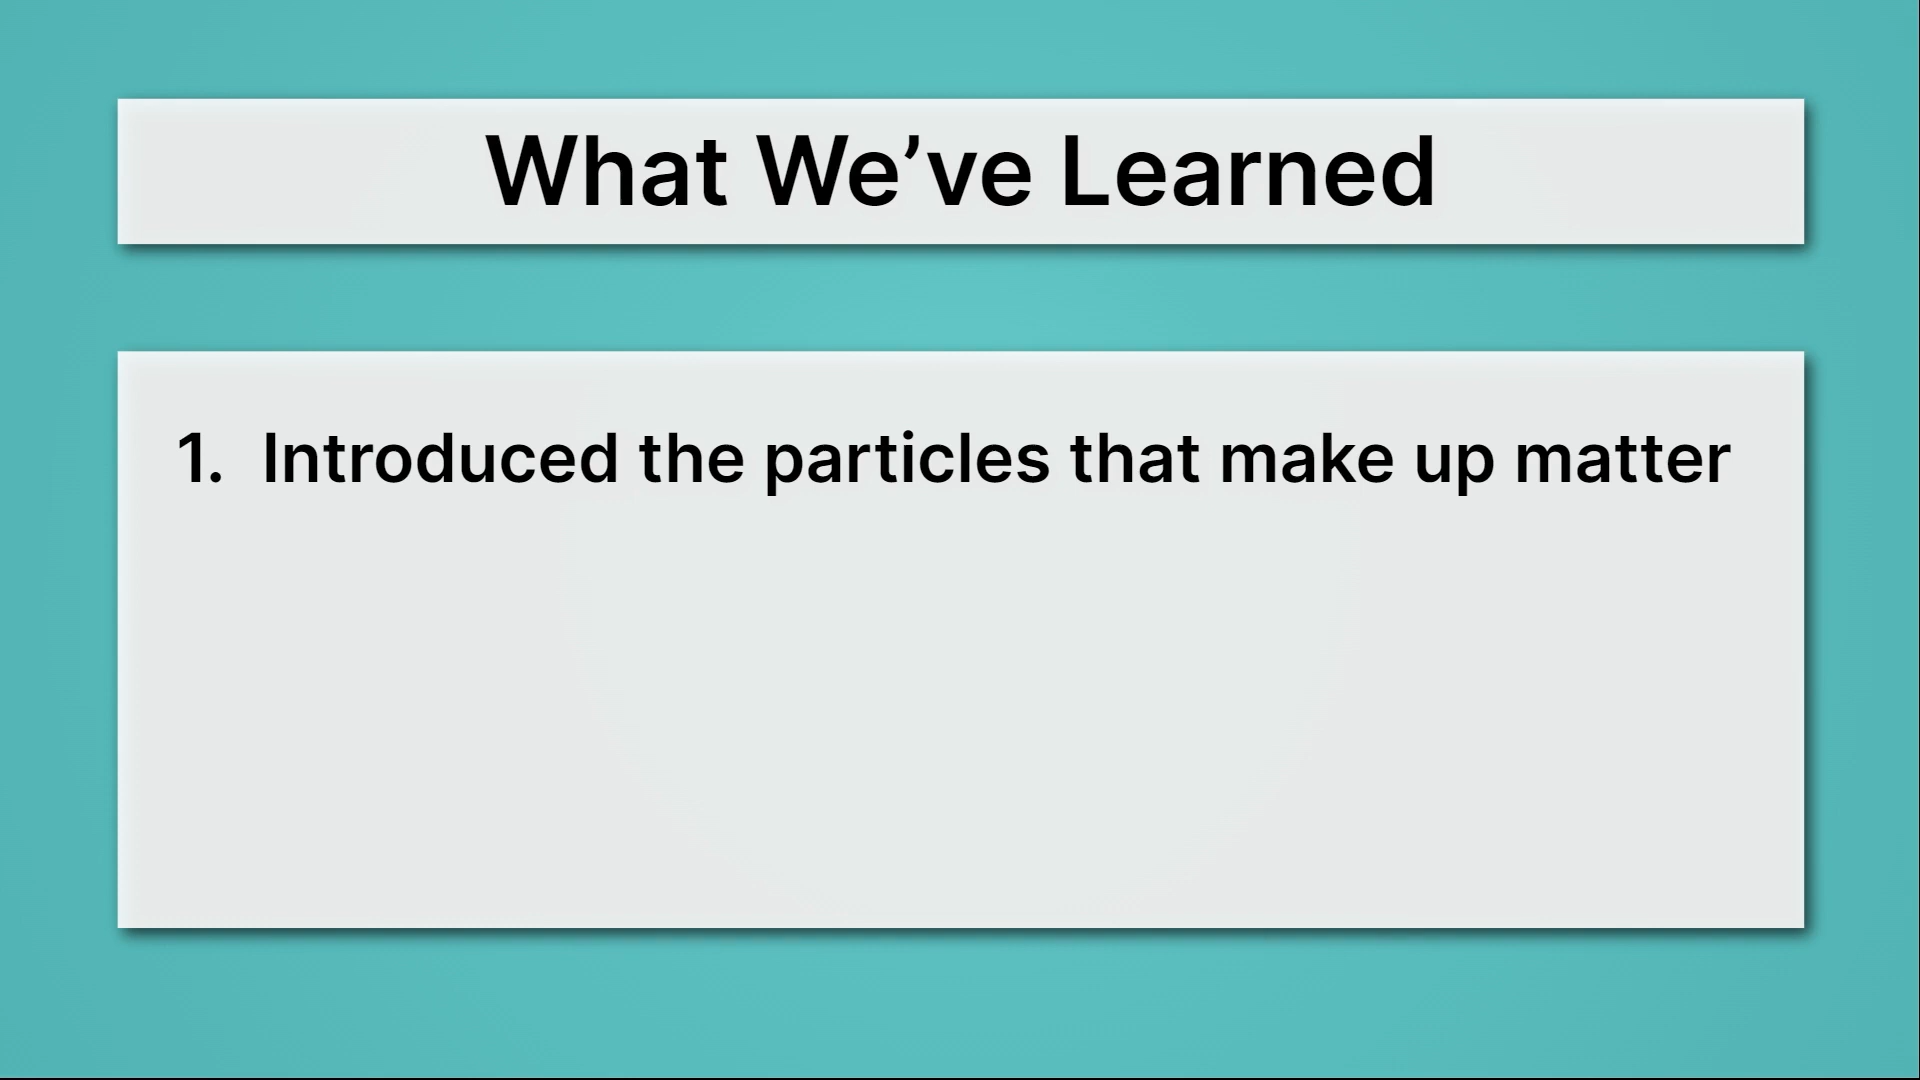 What We’ve Learned
1. Introduced the particles that make up matter